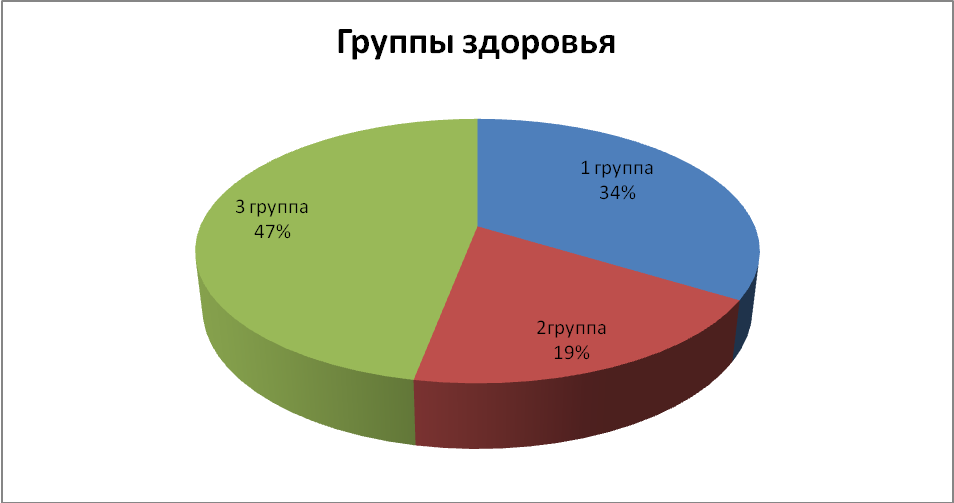 Группы здоровья
1 группа
34%
3 группа
47%
2группа
19%